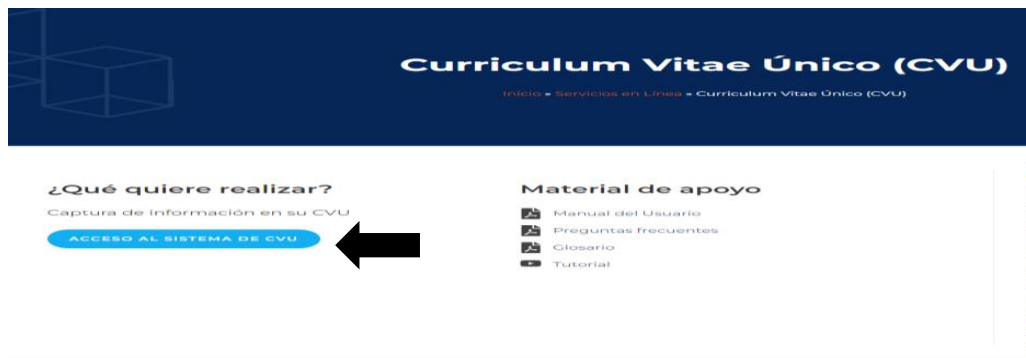 Curriculum Vitae Único (CVU)
Inicio • Servicios en Línea • Curriculum Vitae Único (CVU)
¿Qué quiere realizar?
Captura de información en su CVU
ACCESO AL SISTEMA DE CVU
Material de apoyo
Manual del Usuario
Preguntas frecuentes
Glosario
Tutorial